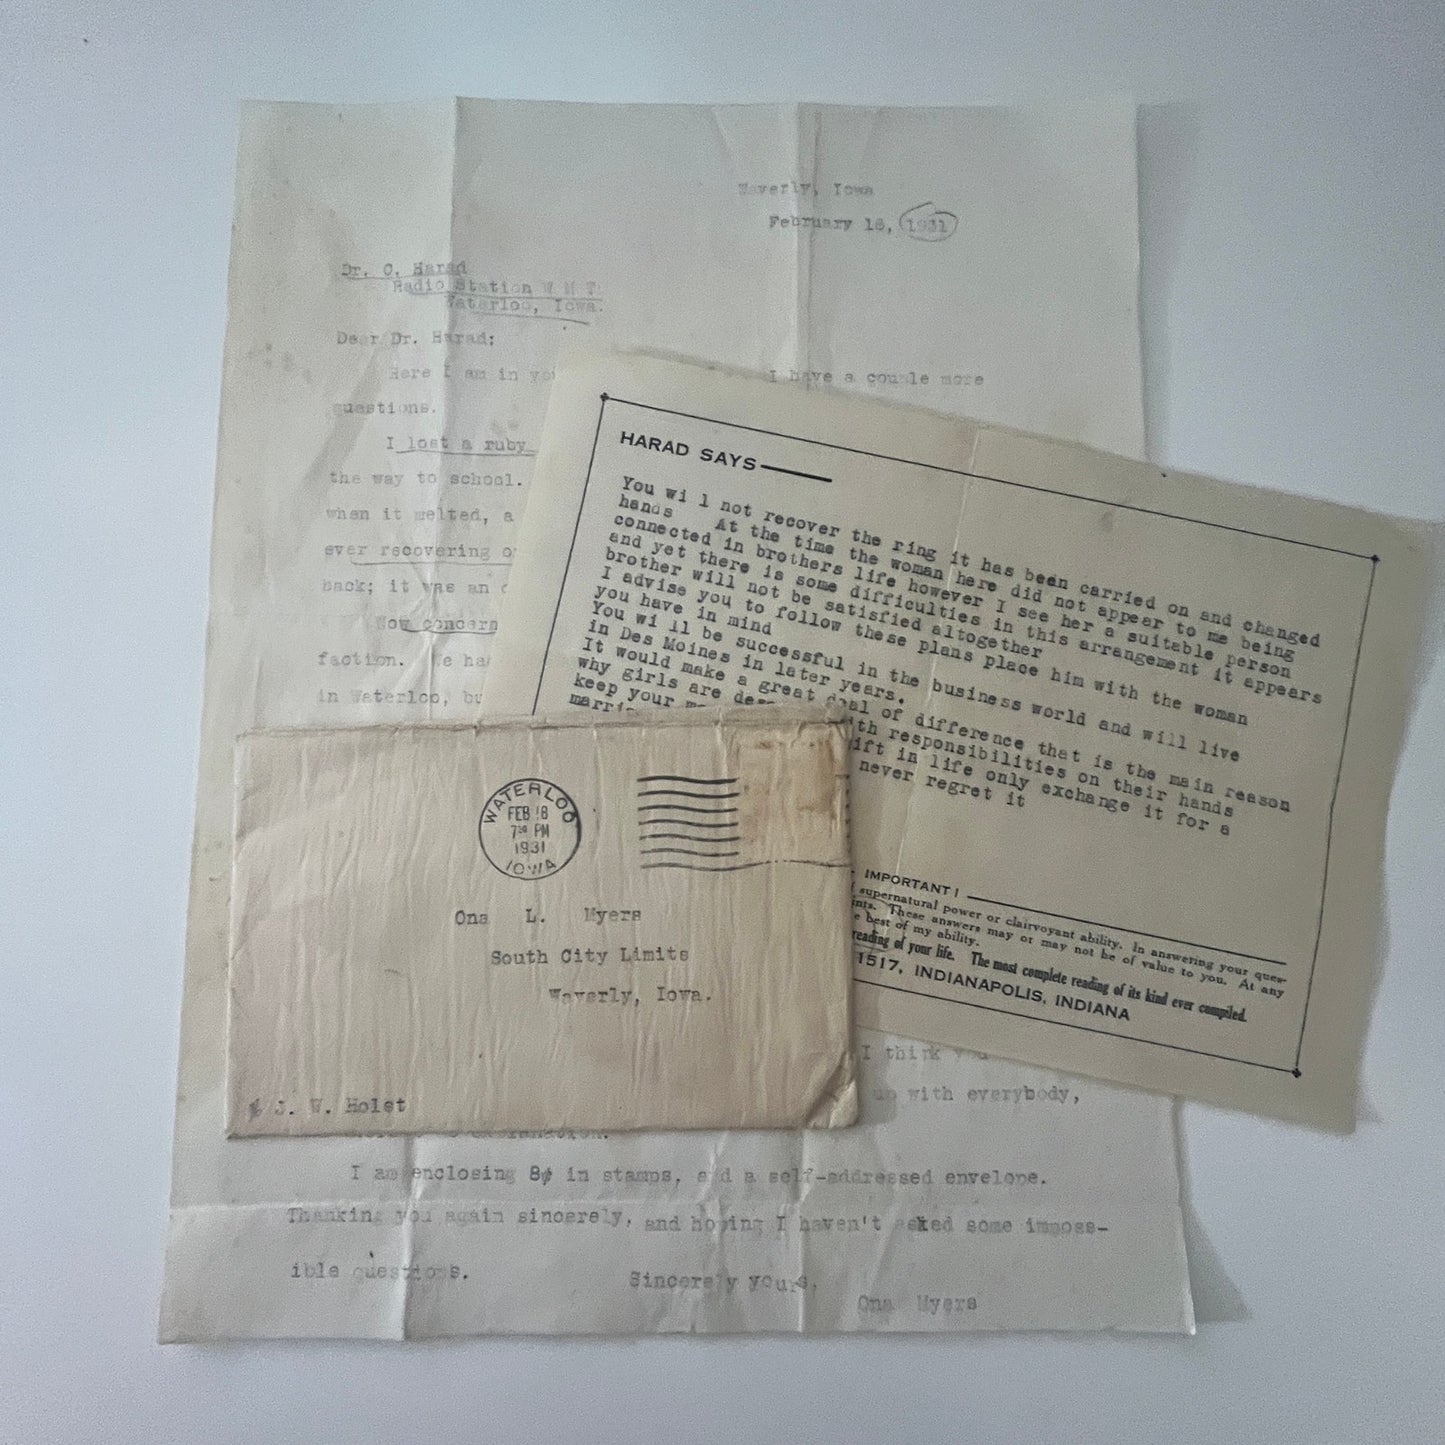 Waverly, Iowa
February 16, 1931
Dr. O. Harad
Radio Station W M T
Waterloo, Iowa.
Dear Dr. Harad:
Here I am in I have a couple more
questions.
I lost a ruby
the way to school.
when it melted, a
ever recovering
back; it was an
Now concern
faction. He
in Waterloo,
HARAD SAYS
You wi l not recover the ring it has been carried on and changed
hands At the time the woman here did not appear to me being
connected in brothers life however I see her a suitable person
and yet there is some difficulties in this arrangement it appears
brother will not be satisfied altogether
I advise you to follow these plans place him with the woman
you have in mind
You wi ll be successful in the business world and will live
in Des Moines in later years.
It would make a great deal of difference that is the main reason
why girls are with responsibilities on their hands
keep your in life only exchange it for a
never regret it
IMPORTANT!
supernatural power or clairvoyant ability. In answering your ques-
These answers may or may not be of value to you. At any
best of my ability.
reading of your life. The most complete reading of its kind ever compiled.
1517, INDIANAPOLIS, INDIANA
WATERLOO
FEB 18
7 30 PM
1931
IOWA
Ona L. Myers
South City Limits
Waverly, Iowa.
J. W. Holst
I think
up with everybody,
I am enclosing 8¢ in stamps, and a self-addressed envelope.
Thanking you again sincerely, and hoping I haven't asked some imposs-
ible questions.
Sincerely yours,
Ona Myers